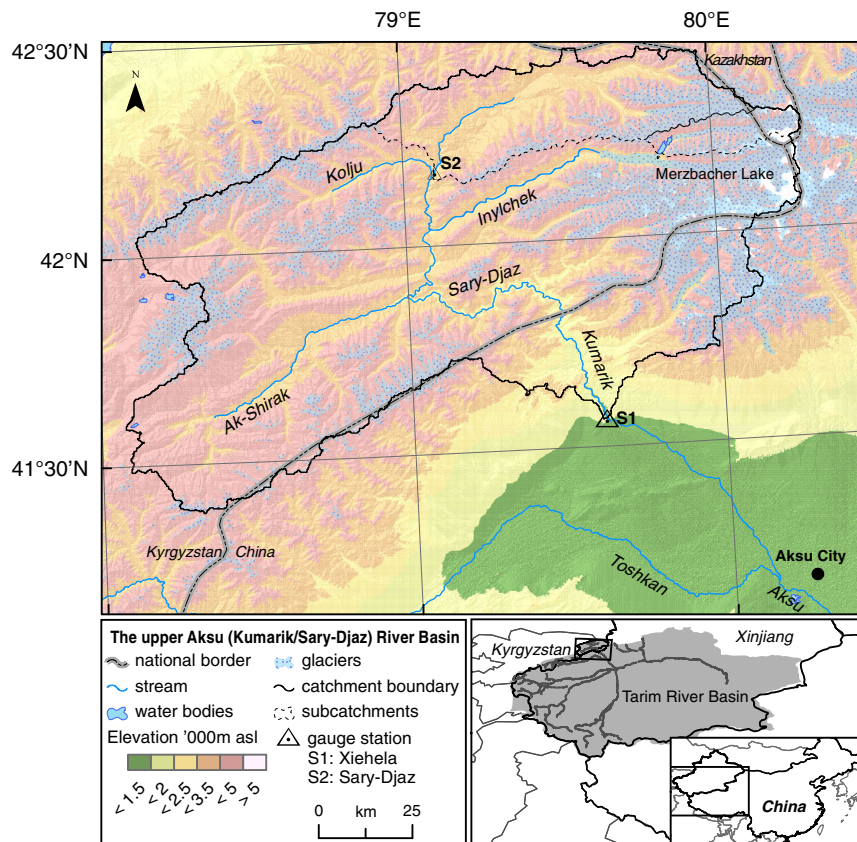 79°E
80°E
42°30'N
Kazakhstan
N
S2
Kolju
Merzbacher Lake
Inylchek
42°N
Sary-Djaz
Kumarik
Ak-Shirak
S1
41°30'N
Kyrgyzstan
China
Aksu City
Toshkan
Aksu
The upper Aksu (Kumarik/Sary-Djaz) River Basin
national border
glaciers
stream
catchment boundary
water bodies
subcatchments
Elevation '000m asl
gauge station
S1: Xiehela
S2: Sary-Djaz
<1.5
<2
<2.5
<3.5
<5
>5
0 km 25
Kyrgyzstan
Xinjiang
Tarim River Basin
China